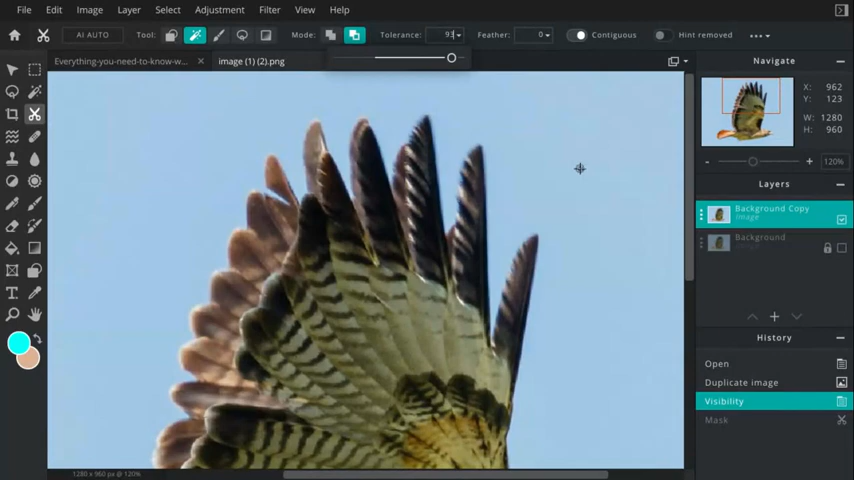 File Edit Image Layer Select Adjustment Filter View Help
AI AUTO Tool: Mode: Tolerance: 93 Feather: 0 Contiguous Hint removed
Everything-you-need-to-know-w... × image (1) (2).png
Navigate
X: 962
Y: 123
W: 1280
H: 960
- + 120%
Layers
Background Copy
Image
Background
Image
History
Open
Duplicate image
Visibility
Mask
1280 x 960 px @ 120%